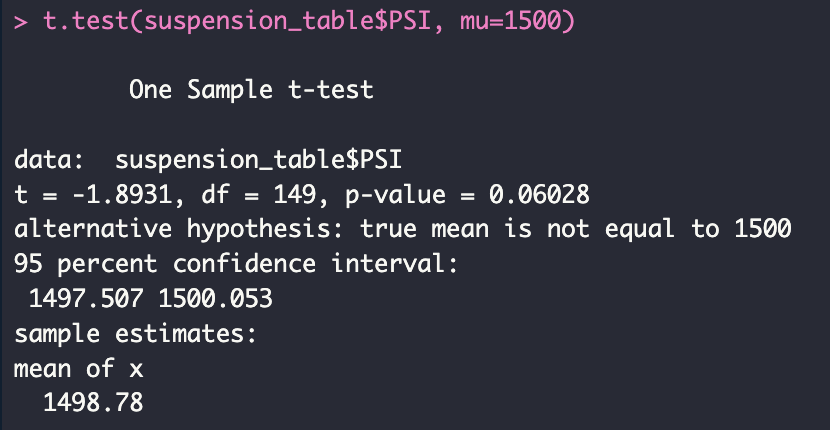 > t.test(suspension_table$PSI, mu=1500)
One Sample t-test
data:  suspension_table$PSI
t = -1.8931, df = 149, p-value = 0.06028
alternative hypothesis: true mean is not equal to 1500
95 percent confidence interval:
1497.507 1500.053
sample estimates:
mean of x
1498.78